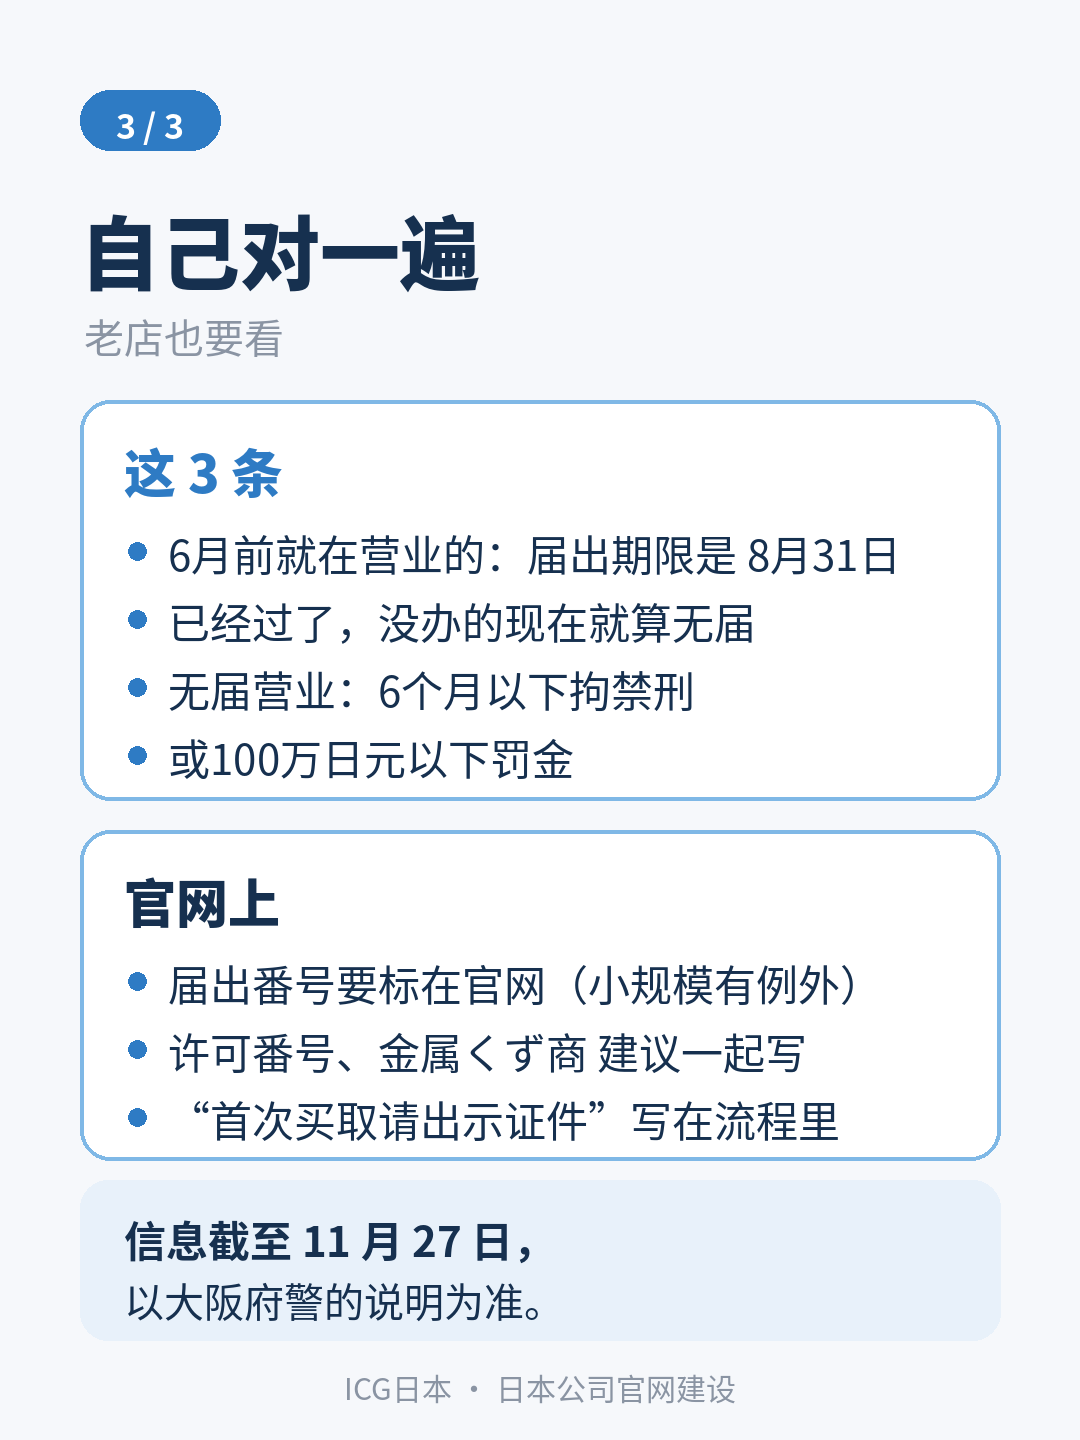 3 / 3
自己对一遍
老店也要看
这 3 条
6月前就在营业的：届出期限是 8月31日
已经过了，没办的现在就算无届
无届营业：6个月以下拘禁刑
或100万日元以下罚金
官网上
届出番号要标在官网（小规模有例外）
许可番号、金属くず商 建议一起写
“首次买取请出示证件”写在流程里
信息截至 11 月 27 日，
以大阪府警的说明为准。
ICG日本 · 日本公司官网建设